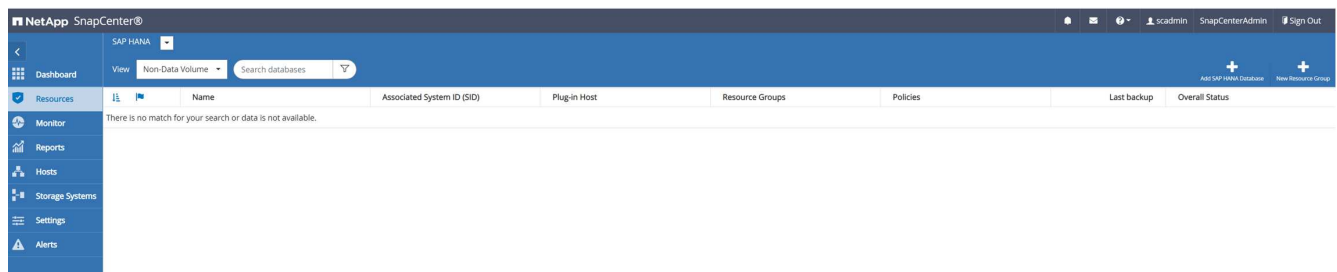 NetApp SnapCenter®
scadmin SnapCenterAdmin Sign Out
SAP HANA
Dashboard
View Non-Data Volume Search databases
Add SAP HANA Database New Resource Group
Resources
Name Associated System ID (SID) Plug-in Host Resource Groups Policies Last backup Overall Status
There is no match for your search or data is not available.
Monitor
Reports
Hosts
Storage Systems
Settings
Alerts